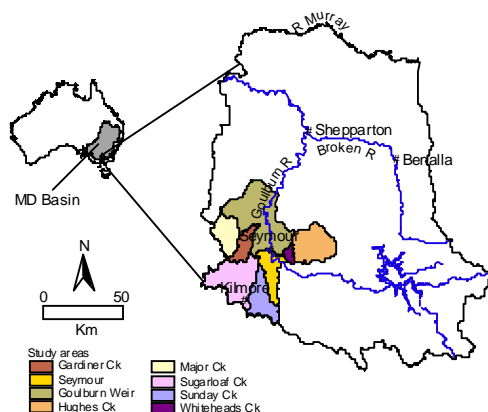 R Murray
Shepparton
Broken R
Benalla
Goulburn R
MD Basin
Seymour
N
Kilmore
0 50
Km
Study areas
Gardiner Ck
Seymour
Goulburn Weir
Hughes Ck
Major Ck
Sugarloaf Ck
Sunday Ck
Whiteheads Ck